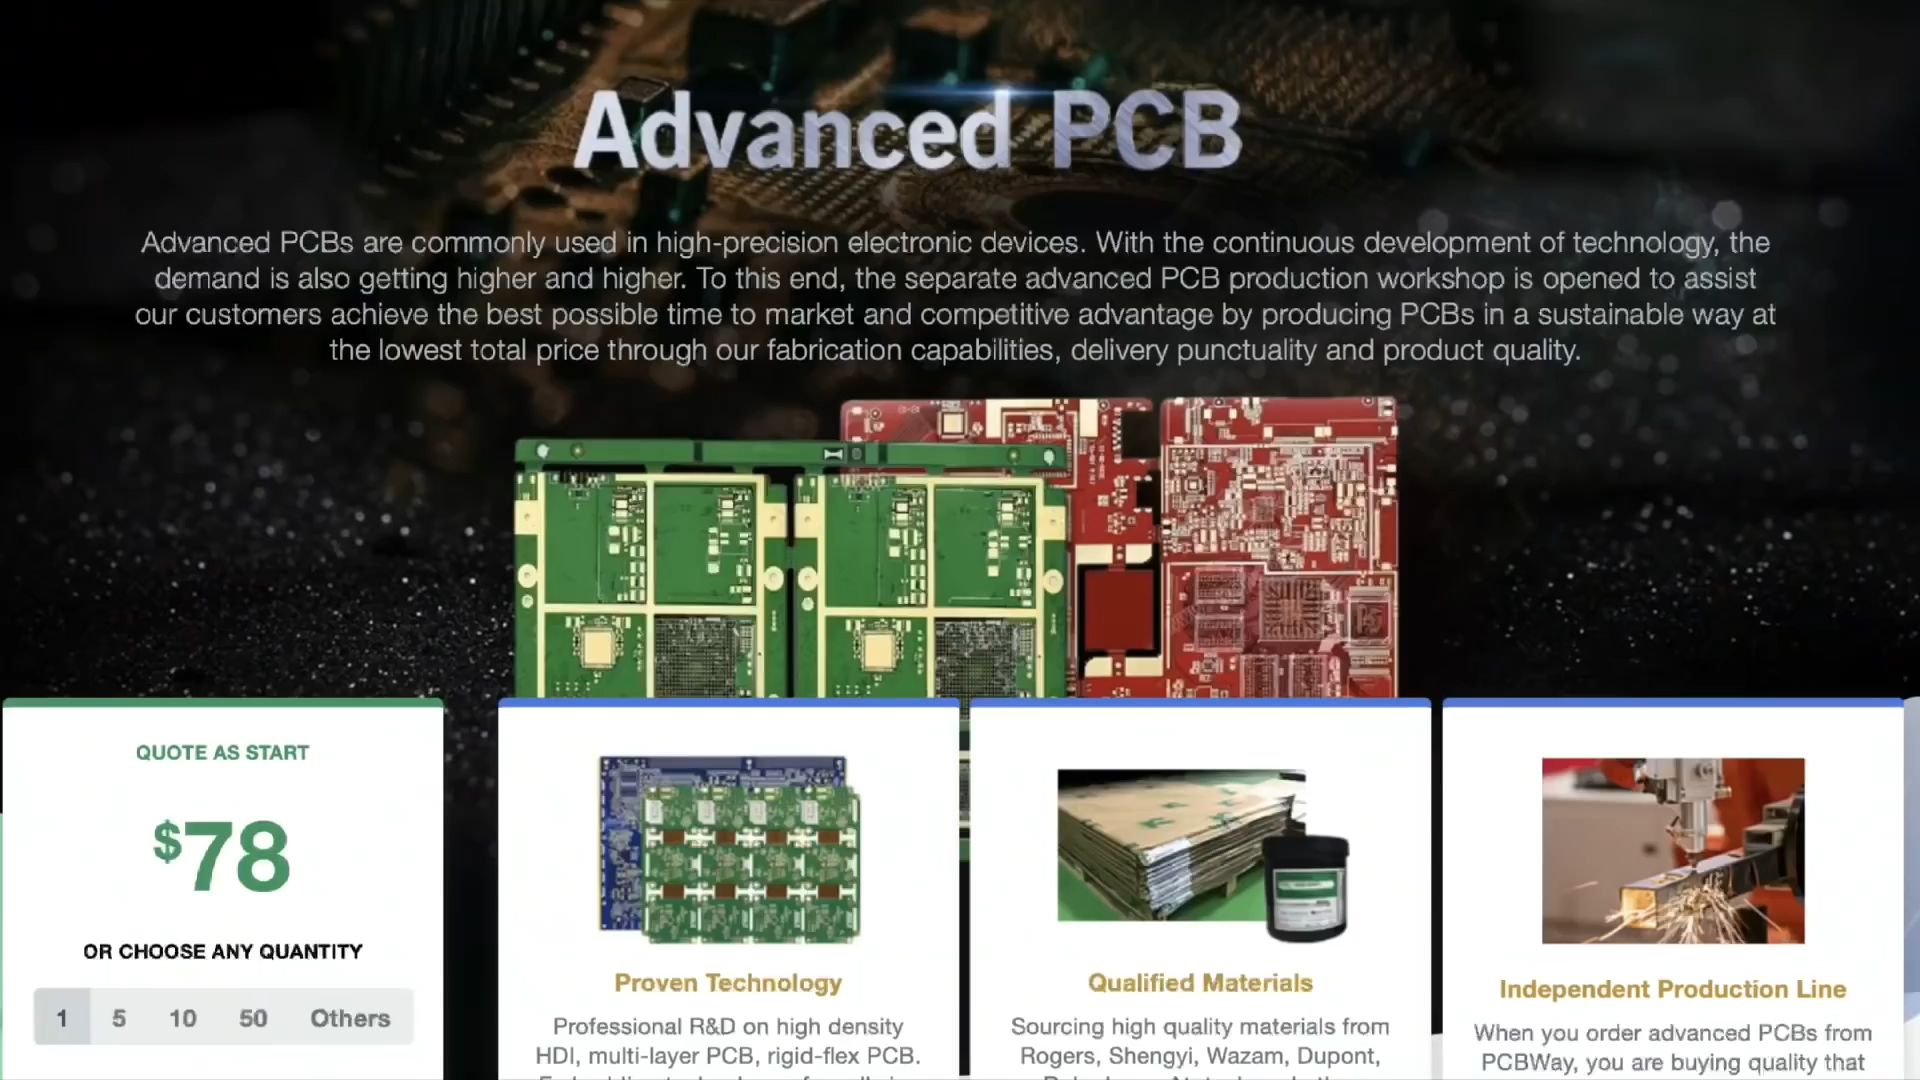 Advanced PCB
Advanced PCBs are commonly used in high-precision electronic devices. With the continuous development of technology, the
demand is also getting higher and higher. To this end, the separate advanced PCB production workshop is opened to assist
our customers achieve the best possible time to market and competitive advantage by producing PCBs in a sustainable way at
the lowest total price through our fabrication capabilities, delivery punctuality and product quality.
QUOTE AS START
$78
OR CHOOSE ANY QUANTITY
1 5 10 50 Others
Proven Technology
Professional R&D on high density
HDI, multi-layer PCB, rigid-flex PCB.
Qualified Materials
Sourcing high quality materials from
Rogers, Shengyi, Wazam, Dupont,
Independent Production Line
When you order advanced PCBs from
PCBWay, you are buying quality that